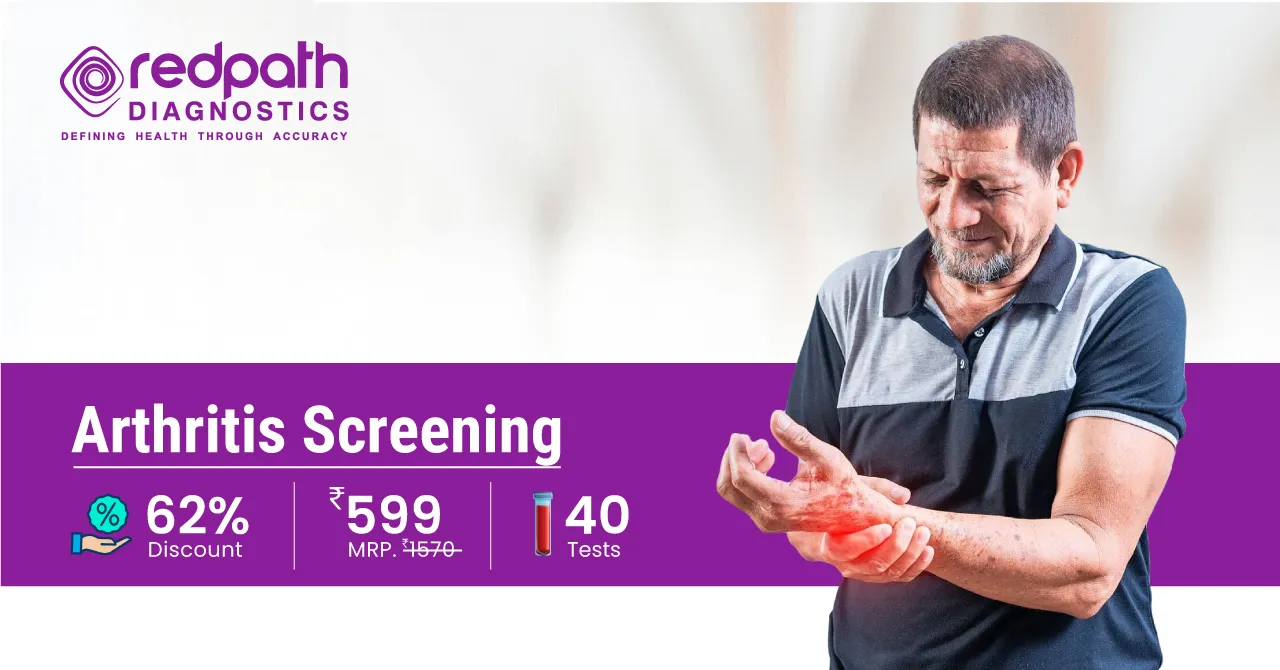 redpath
DIAGNOSTICS
DEFINING HEALTH THROUGH ACCURACY
Arthritis Screening
%
62%
Discount
₹599
MRP. ₹1570
40
Tests